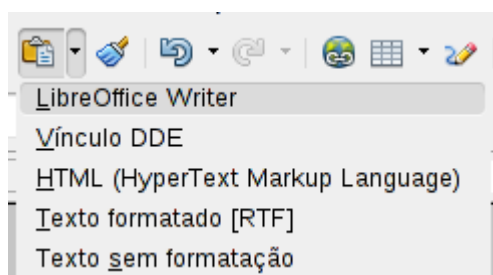 LibreOffice Writer
Vínculo DDE
HTML (HyperText Markup Language)
Texto formatado [RTF]
Texto sem formatação